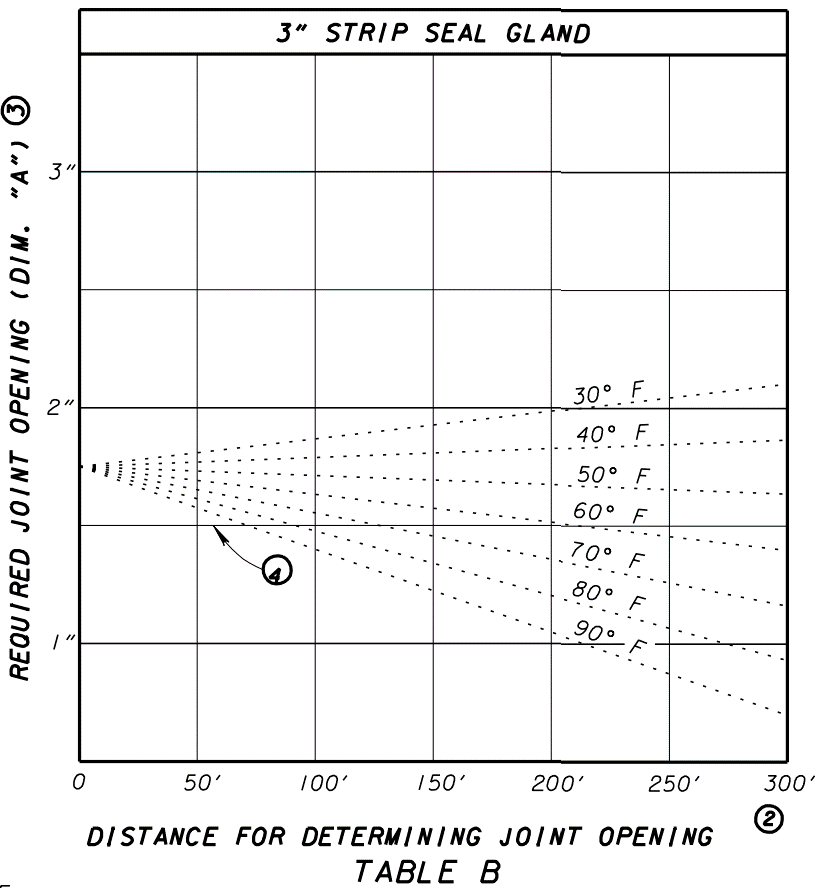 3" STRIP SEAL GLAND
REQUIRED JOINT OPENING (DIM. "A") 3
3"
2"
1"
30° F
40° F
50° F
60° F
70° F
80° F
90° F
4
0 50' 100' 150' 200' 250' 300'
2
DISTANCE FOR DETERMINING JOINT OPENING
TABLE B